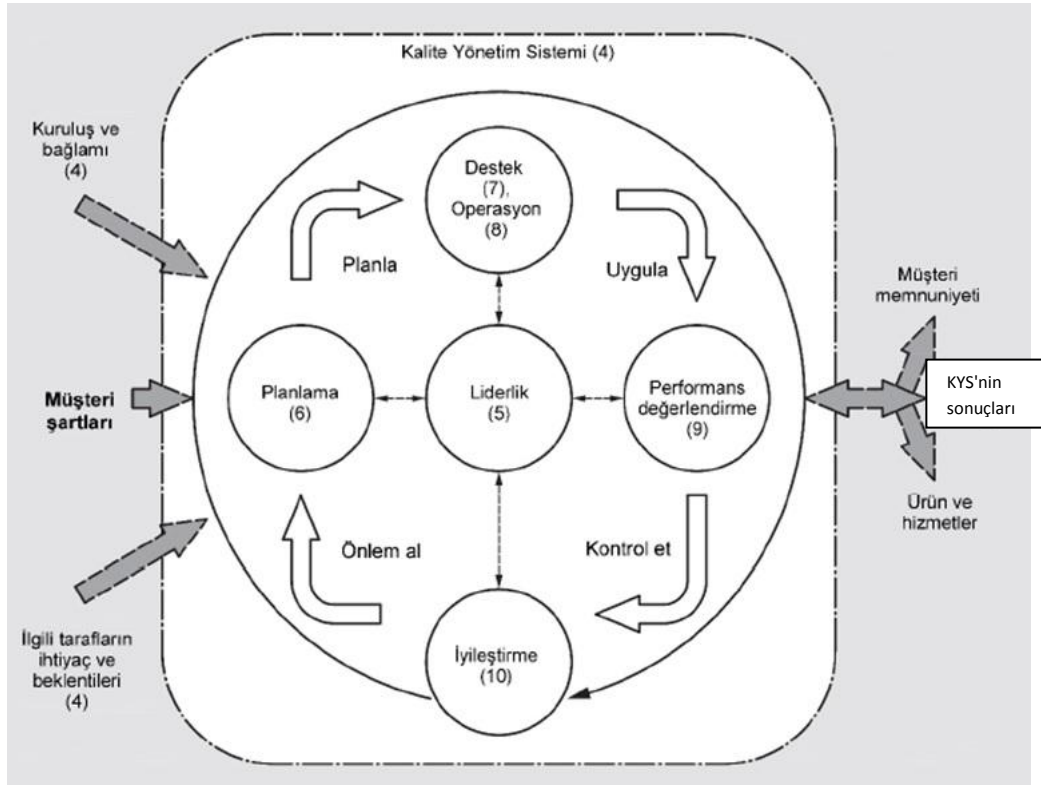 Kalite Yönetim Sistemi (4)
Kuruluş ve
bağlamı
(4)
Destek
(7),
Operasyon
(8)
Planla
Uygula
Müşteri
memnuniyeti
Müşteri
şartları
Planlama
(6)
Liderlik
(5)
Performans
değerlendirme
(9)
KYS'nin
sonuçları
Ürün ve
hizmetler
Önlem al
Kontrol et
İlgili tarafların
ihtiyaç ve
beklentileri
(4)
İyileştirme
(10)